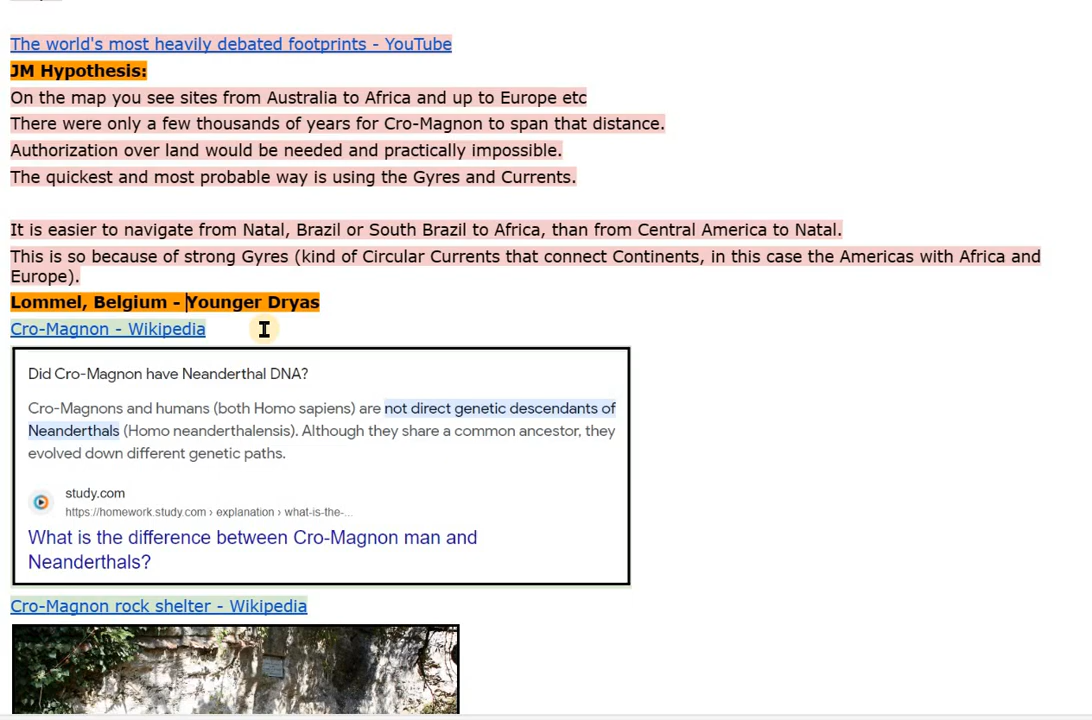 The world's most heavily debated footprints - YouTube
JM Hypothesis:
On the map you see sites from Australia to Africa and up to Europe etc
There were only a few thousands of years for Cro-Magnon to span that distance.
Authorization over land would be needed and practically impossible.
The quickest and most probable way is using the Gyres and Currents.
It is easier to navigate from Natal, Brazil or South Brazil to Africa, than from Central America to Natal.
This is so because of strong Gyres (kind of Circular Currents that connect Continents, in this case the Americas with Africa and
Europe).
Lommel, Belgium - Younger Dryas
Cro-Magnon - Wikipedia
Did Cro-Magnon have Neanderthal DNA?
Cro-Magnons and humans (both Homo sapiens) are not direct genetic descendants of
Neanderthals (Homo neanderthalensis). Although they share a common ancestor, they
evolved down different genetic paths.
study.com
https://homework.study.com › explanation › what-is-the-...
What is the difference between Cro-Magnon man and
Neanderthals?
Cro-Magnon rock shelter - Wikipedia